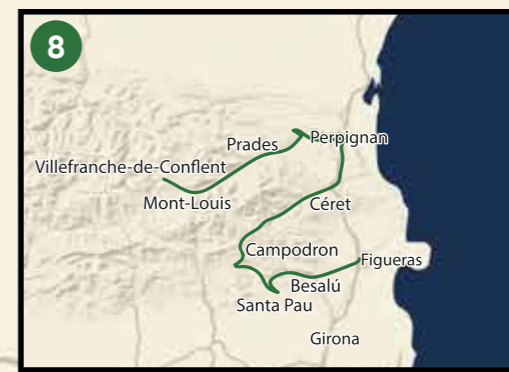 8
Prades
Perpignan
Villefranche-de-Conflent
Mont-Louis
Céret
Campodron
Figueras
Besalú
Santa Pau
Girona